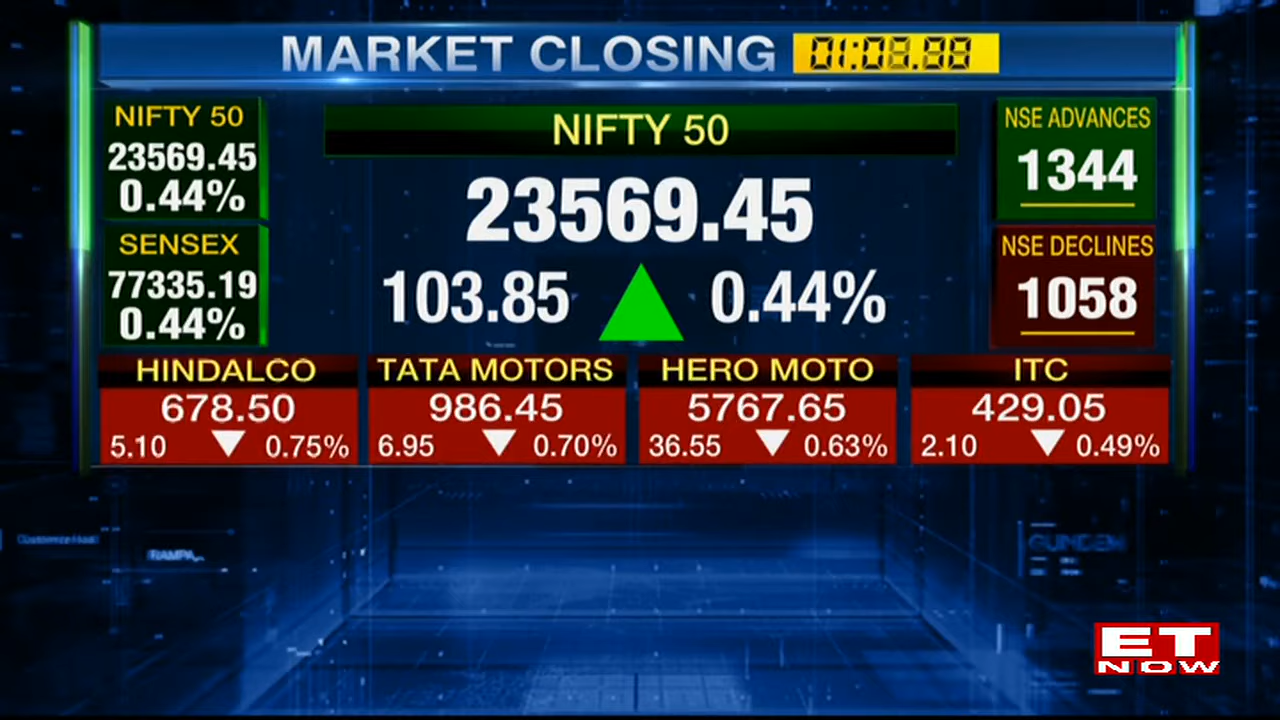 MARKET CLOSING
NIFTY 50
23569.45
0.44%
SENSEX
77335.19
0.44%
NIFTY 50
23569.45
103.85 0.44%
NSE ADVANCES
1344
NSE DECLINES
1058
HINDALCO
678.50
5.10 0.75%
TATA MOTORS
986.45
6.95 0.70%
HERO MOTO
5767.65
36.55 0.63%
ITC
429.05
2.10 0.49%
ET
NOW